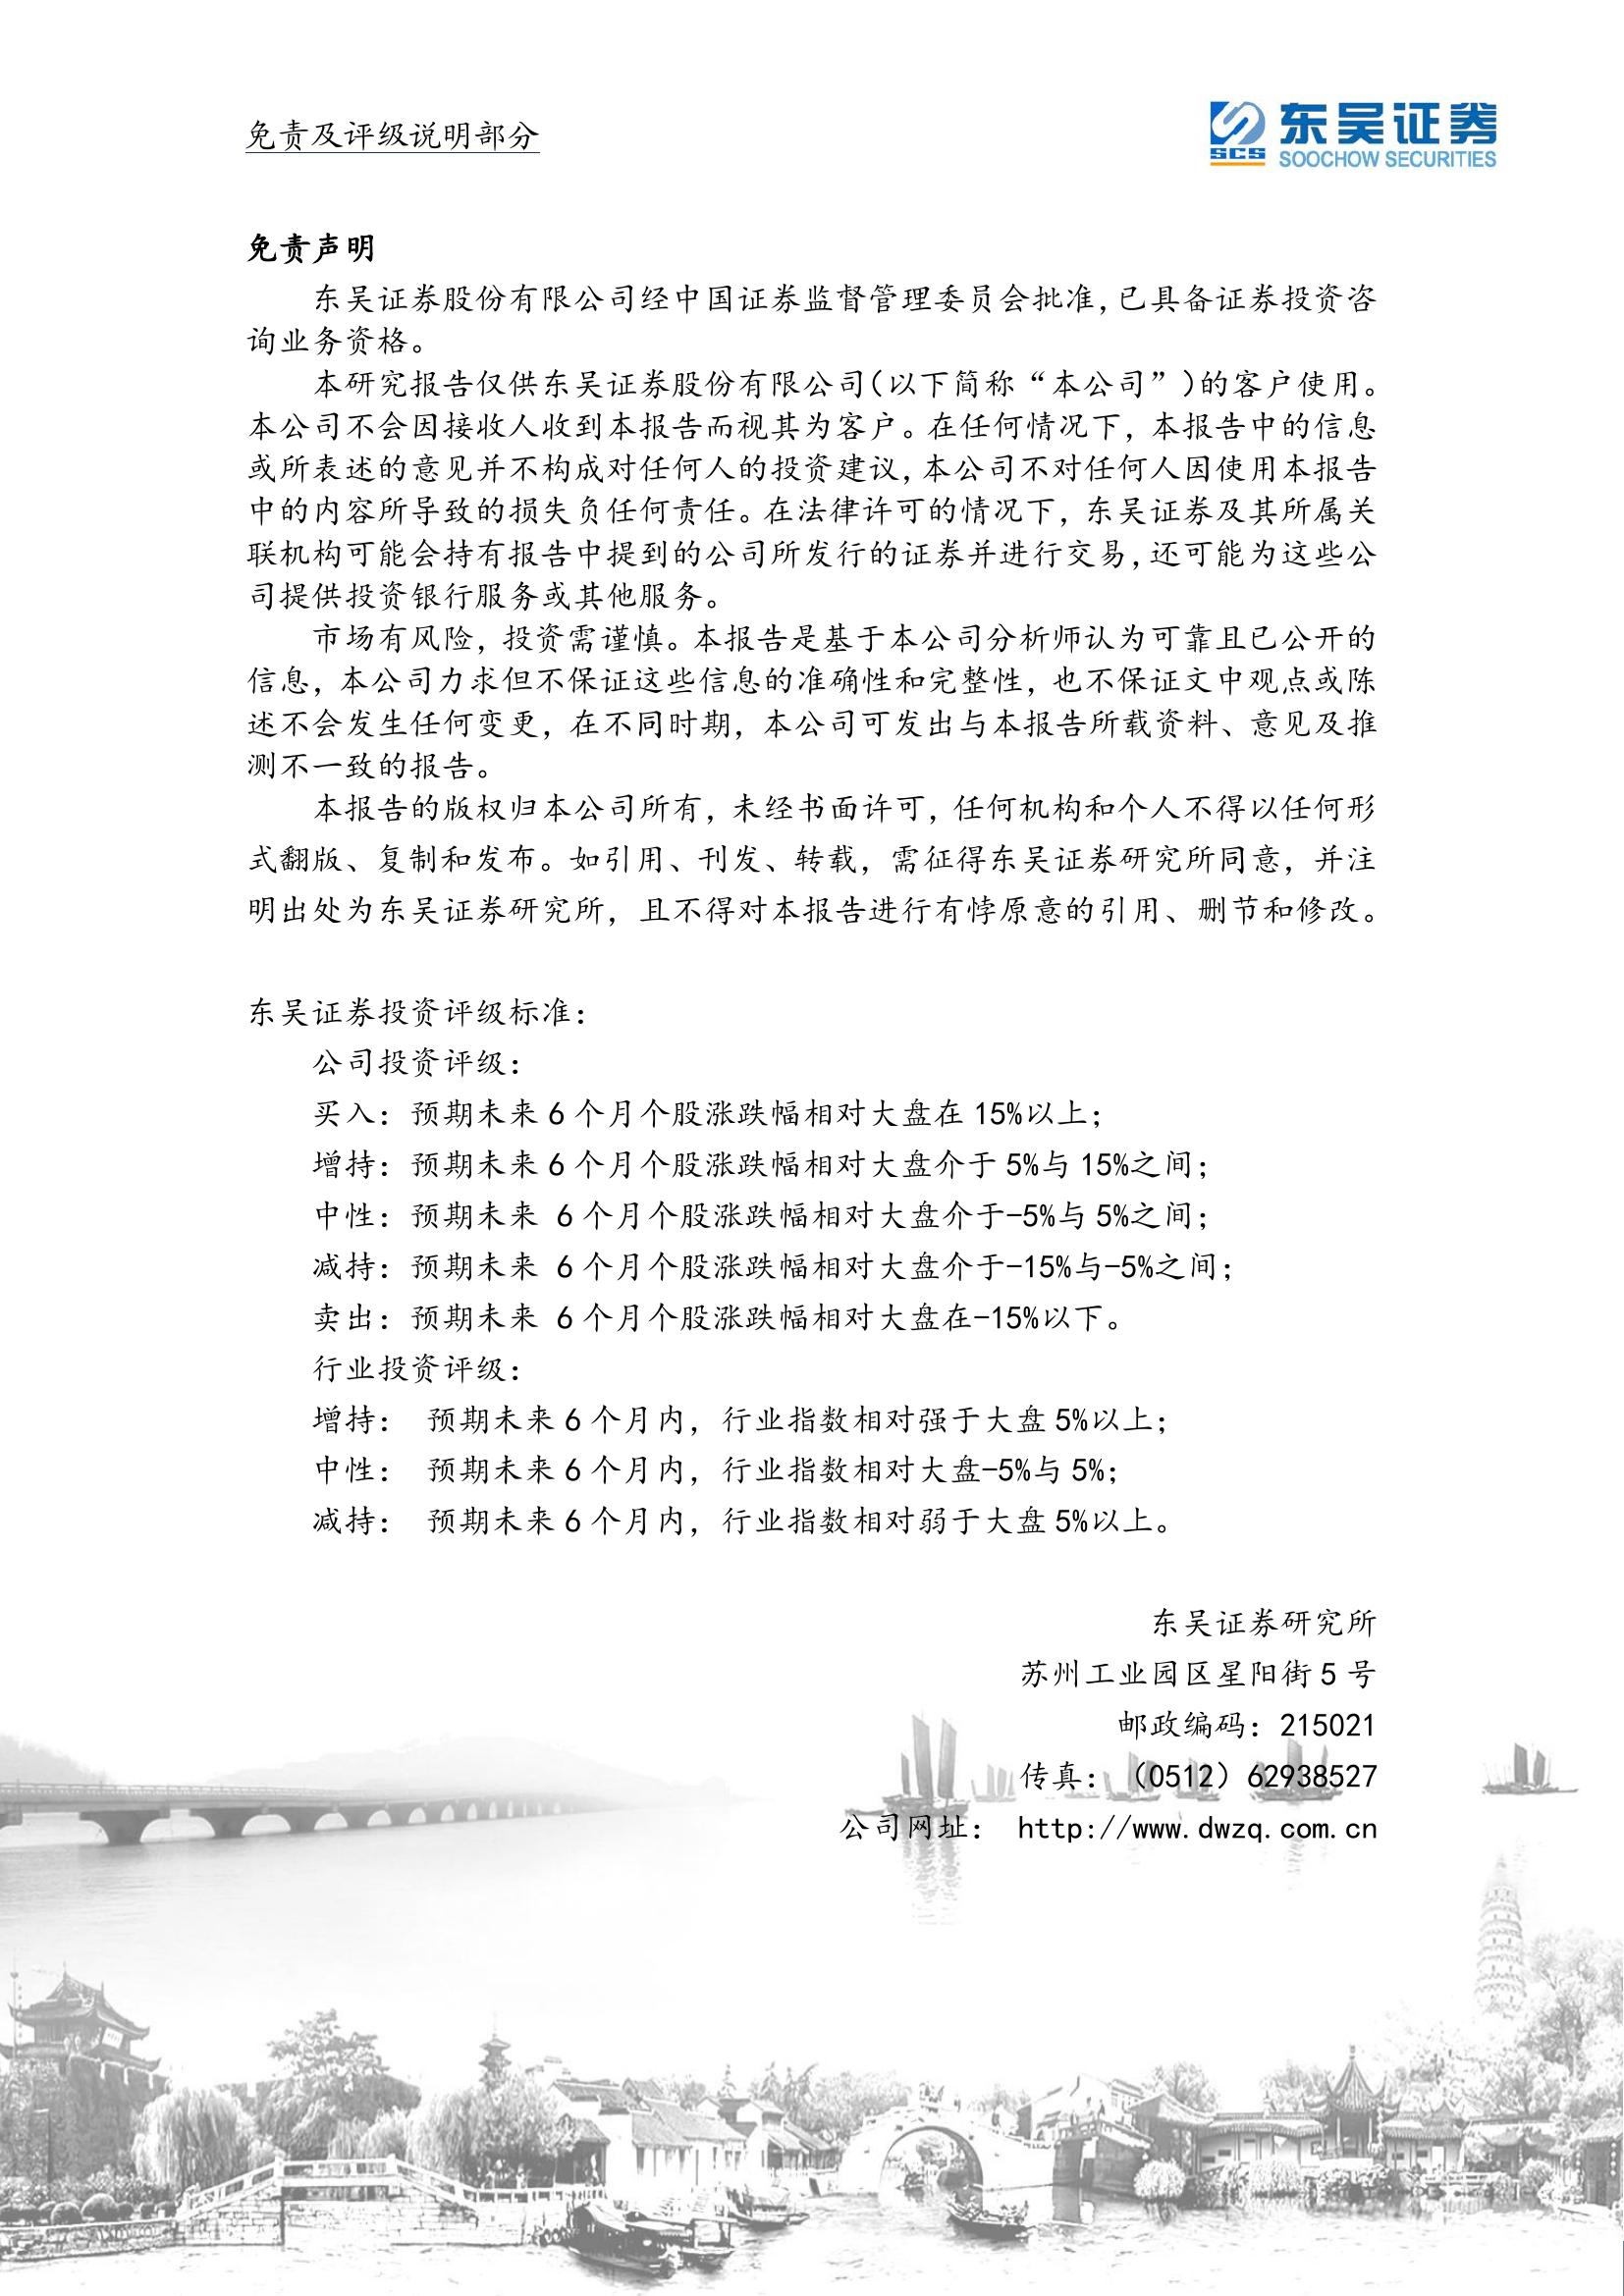 免责及评级说明部分
SCS
东吴证券
SOOCHOW SECURITIES
免责声明
东吴证券股份有限公司经中国证券监督管理委员会批准,已具备证券投资咨
询业务资格。
本研究报告仅供东吴证券股份有限公司(以下简称“本公司”)的客户使用。
本公司不会因接收人收到本报告而视其为客户。在任何情况下，本报告中的信息
或所表述的意见并不构成对任何人的投资建议,本公司不对任何人因使用本报告
中的内容所导致的损失负任何责任。在法律许可的情况下，东吴证券及其所属关
联机构可能会持有报告中提到的公司所发行的证券并进行交易,还可能为这些公
司提供投资银行服务或其他服务。
市场有风险，投资需谨慎。本报告是基于本公司分析师认为可靠且已公开的
信息，本公司力求但不保证这些信息的准确性和完整性，也不保证文中观点或陈
述不会发生任何变更，在不同时期，本公司可发出与本报告所载资料、意见及推
测不一致的报告。
本报告的版权归本公司所有，未经书面许可，任何机构和个人不得以任何形
式翻版、复制和发布。如引用、刊发、转载，需征得东吴证券研究所同意，并注
明出处为东吴证券研究所，且不得对本报告进行有悖原意的引用、删节和修改。
东吴证券投资评级标准：
公司投资评级：
买入：预期未来 6 个月个股涨跌幅相对大盘在 15%以上；
增持：预期未来 6 个月个股涨跌幅相对大盘介于 5%与 15%之间；
中性：预期未来 6 个月个股涨跌幅相对大盘介于-5%与 5%之间；
减持：预期未来 6 个月个股涨跌幅相对大盘介于-15%与-5%之间；
卖出：预期未来 6 个月个股涨跌幅相对大盘在-15%以下。
行业投资评级：
增持： 预期未来 6 个月内，行业指数相对强于大盘 5%以上；
中性： 预期未来 6 个月内，行业指数相对大盘-5%与 5%；
减持： 预期未来 6 个月内，行业指数相对弱于大盘 5%以上。
东吴证券研究所
苏州工业园区星阳街 5 号
邮政编码：215021
传真：（0512）62938527
公司网址： http://www.dwzq.com.cn